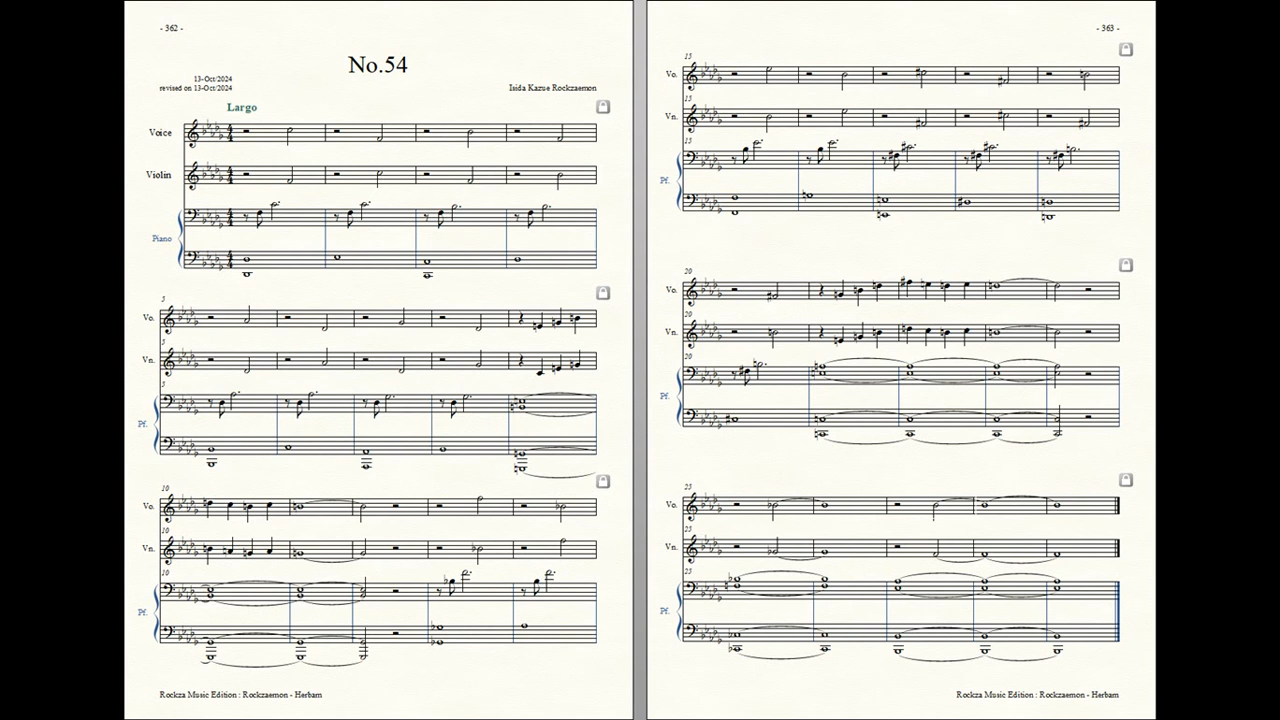 - 362 -
No.54
13-Oct/2024
revised on 13-Oct/2024
Isida Kazue Rockzaemon
Largo
Voice
Violin
Piano
5
Vo.
5
Vn.
5
Pf.
10
Vo.
10
Vn.
10
Pf.
Rockza Music Edition : Rockzaemon - Herbam
- 363 -
15
Vo.
15
Vn.
15
Pf.
20
Vo.
20
Vn.
20
Pf.
25
Vo.
25
Vn.
25
Pf.
Rockza Music Edition : Rockzaemon - Herbam